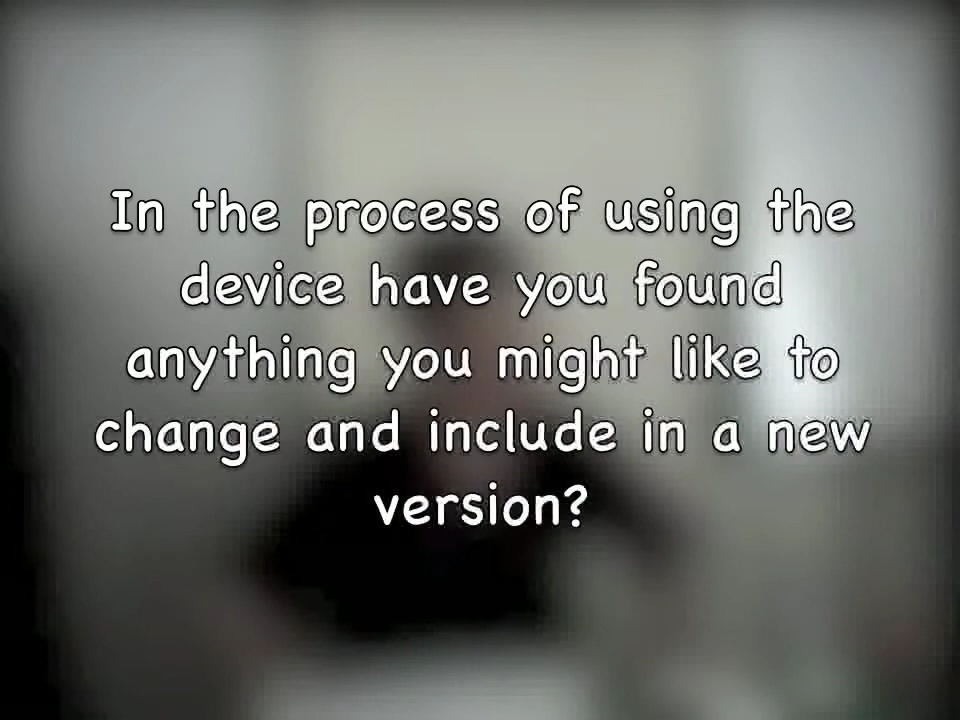 In the process of using the
device have you found
anything you might like to
change and include in a new
version?